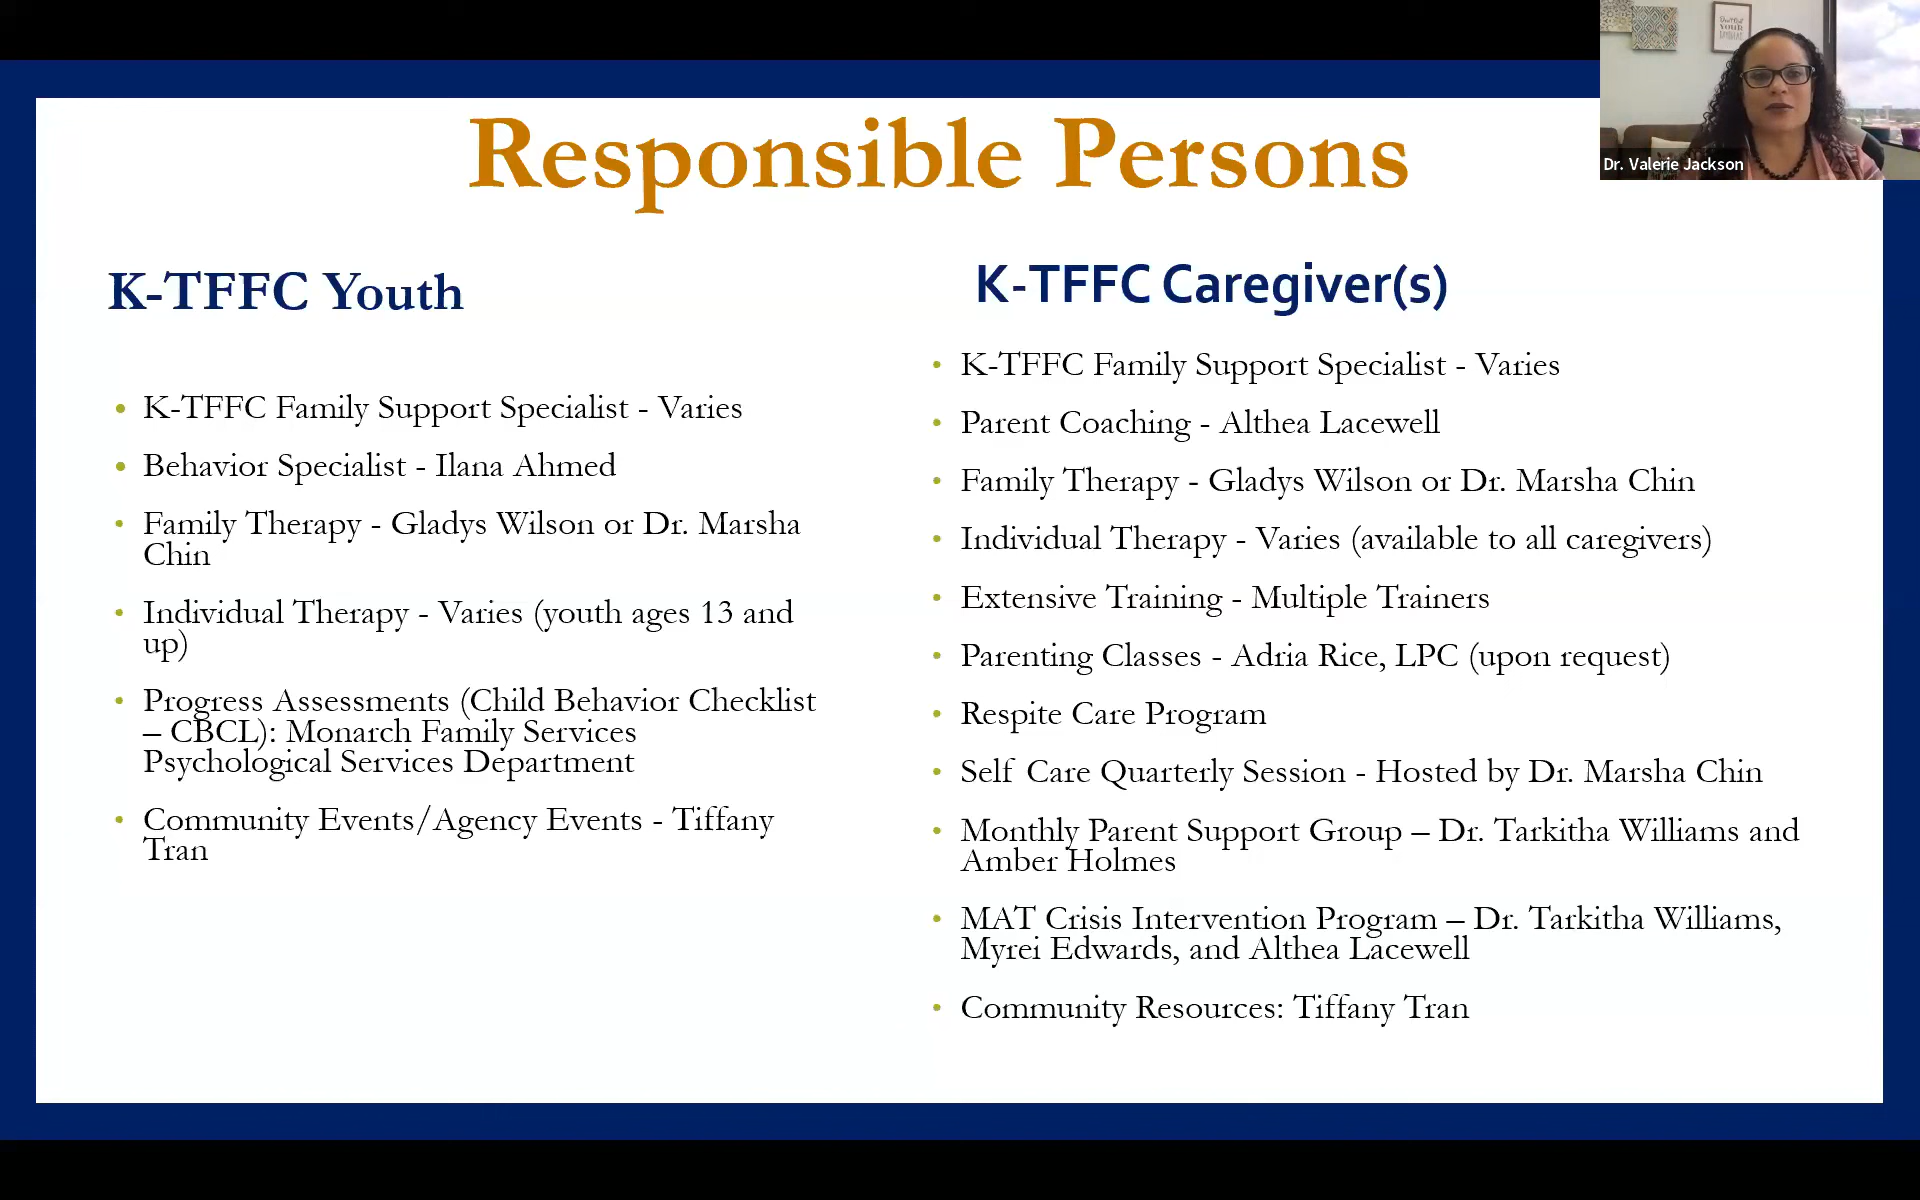 Responsible Persons
Dr. Valerie Jackson
K-TFFC Youth
• K-TFFC Family Support Specialist - Varies
• Behavior Specialist - Ilana Ahmed
• Family Therapy - Gladys Wilson or Dr. Marsha
Chin
• Individual Therapy - Varies (youth ages 13 and
up)
• Progress Assessments (Child Behavior Checklist
– CBCL): Monarch Family Services
Psychological Services Department
• Community Events/Agency Events - Tiffany
Tran
K-TFFC Caregiver(s)
• K-TFFC Family Support Specialist - Varies
• Parent Coaching - Althea Lacewell
• Family Therapy - Gladys Wilson or Dr. Marsha Chin
• Individual Therapy - Varies (available to all caregivers)
• Extensive Training - Multiple Trainers
• Parenting Classes - Adria Rice, LPC (upon request)
• Respite Care Program
• Self Care Quarterly Session - Hosted by Dr. Marsha Chin
• Monthly Parent Support Group – Dr. Tarkitha Williams and
Amber Holmes
• MAT Crisis Intervention Program – Dr. Tarkitha Williams,
Myrei Edwards, and Althea Lacewell
• Community Resources: Tiffany Tran